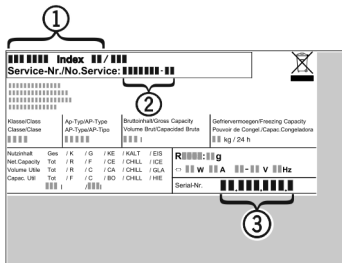 1
Index /
Service-Nr./No.Service: -
2
Klasse/Class Ap-Typ/AP-Type Bruttoinhalt/Gross Capacity Gefriervermoegen/Freezing Capacity
Classe/Clase AP-Type/AP-Tipo Volume Brut/Capacidad Bruta Pouvoir de Congel./Capac.Congeladora
l kg / 24 h
Nutzinhalt Ges / K / G / KE / KALT / EIS
Net.Capacity Tot / R / F / CE / CHILL / ICE
Volume Utile Tot / R / C / CA / CHILL / GLA
Capac. Util Tot / F / C / BO / CHILL / HIE
l / l
R : g
W A - V Hz
Serial-Nr. . . .
3